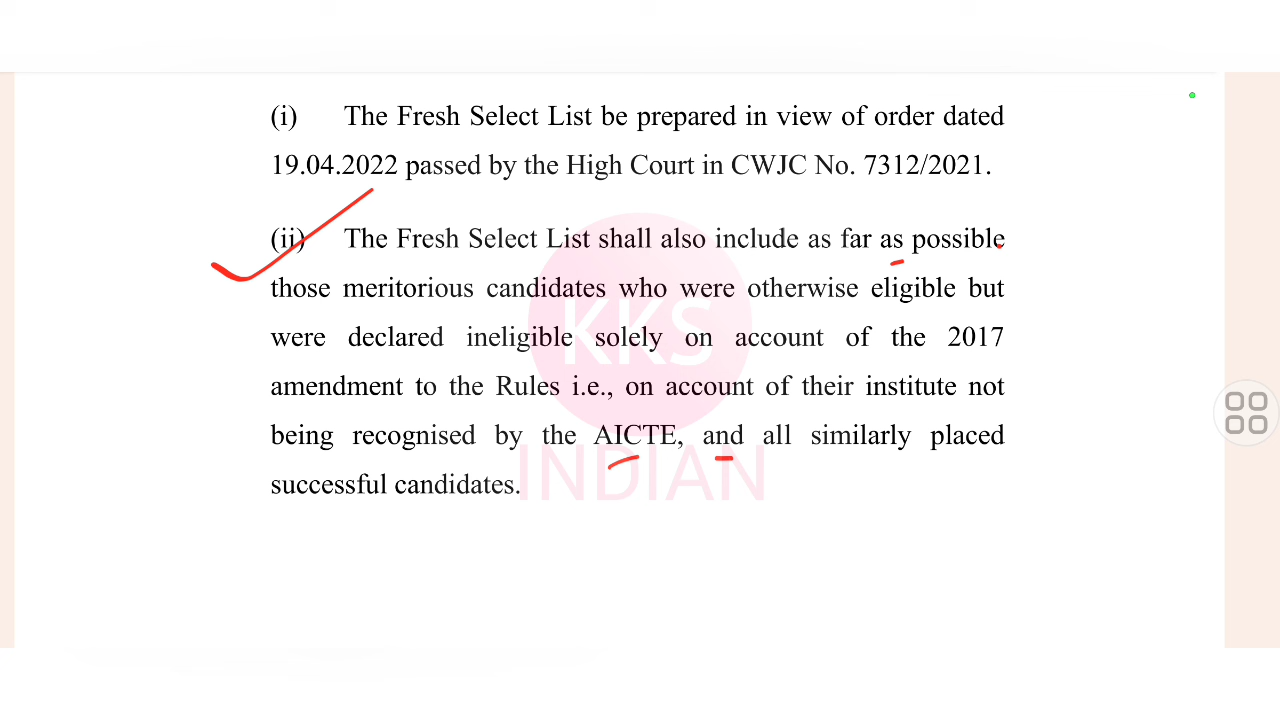 (i) The Fresh Select List be prepared in view of order dated
19.04.2022 passed by the High Court in CWJC No. 7312/2021.
(ii) The Fresh Select List shall also include as far as possible
those meritorious candidates who were otherwise eligible but
were declared ineligible solely on account of the 2017
amendment to the Rules i.e., on account of their institute not
being recognised by the AICTE, and all similarly placed
successful candidates.
KKS
INDIAN